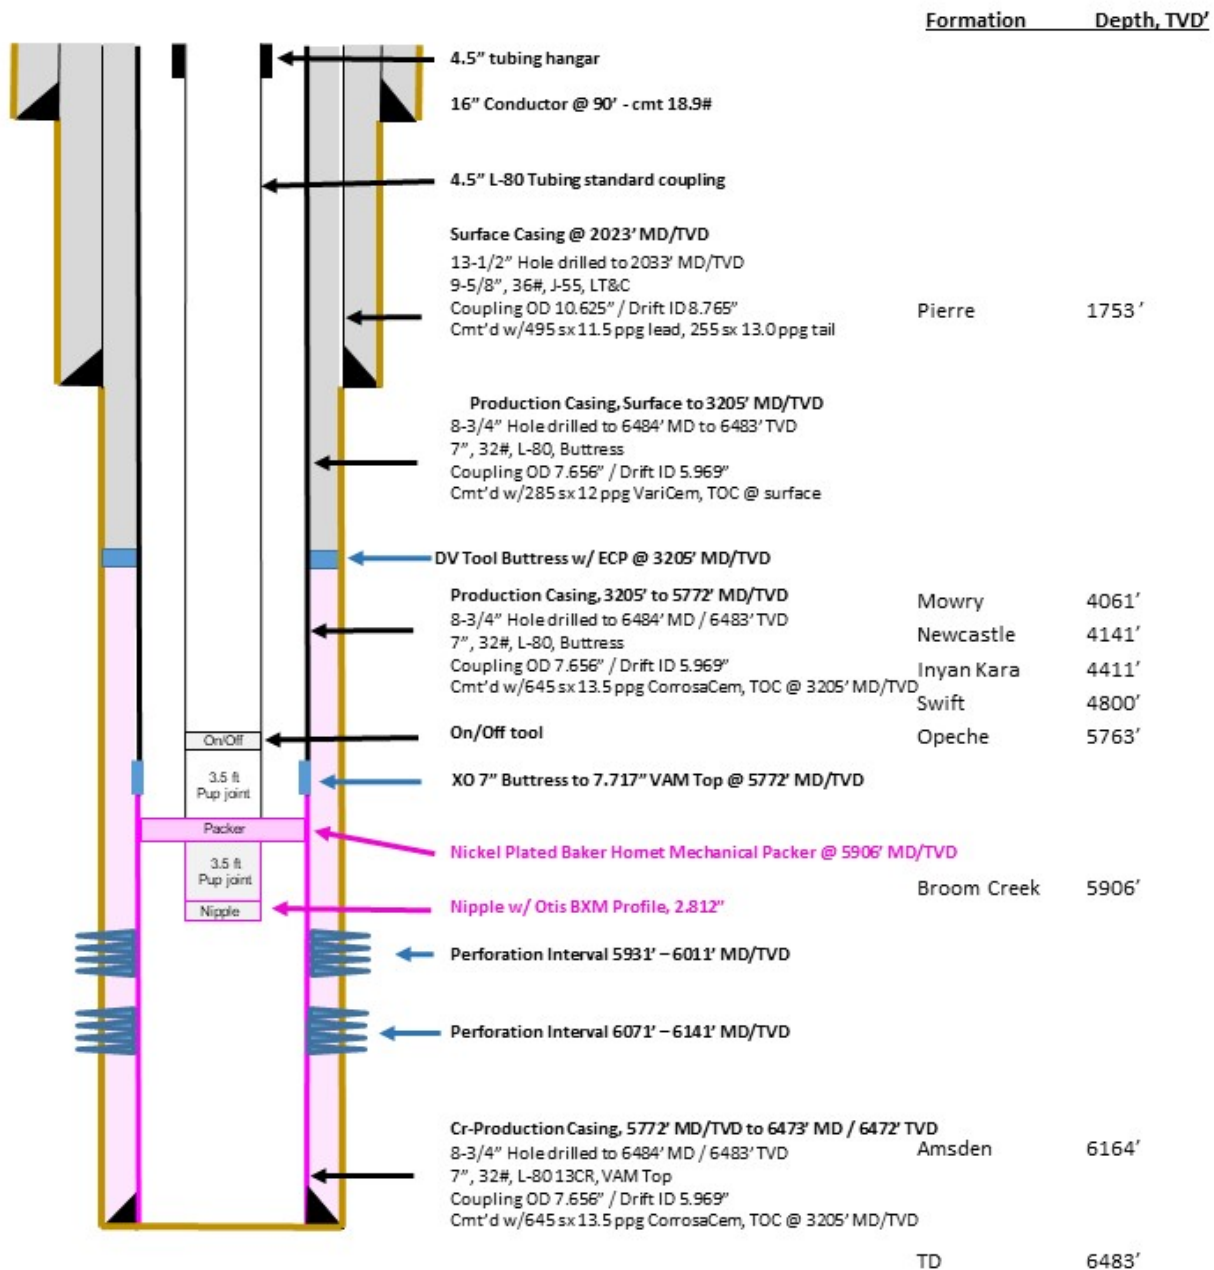 Formation Depth, TVD’
4.5” tubing hangar
16” Conductor @ 90’ - cmt 18.9#
4.5” L-80 Tubing standard coupling
Surface Casing @ 2023’ MD/TVD
13-1/2” Hole drilled to 2033’ MD/TVD
9-5/8”, 36#, J-55, LT&C
Coupling OD 10.625” / Drift ID 8.765”
Cmt’d w/495 sx 11.5 ppg lead, 255 sx 13.0 ppg tail
Pierre 1753’
Production Casing, Surface to 3205’ MD/TVD
8-3/4” Hole drilled to 6484’ MD to 6483’ TVD
7”, 32#, L-80, Buttress
Coupling OD 7.656” / Drift ID 5.969”
Cmt’d w/285 sx 12 ppg VariCem, TOC @ surface
DV Tool Buttress w/ ECP @ 3205’ MD/TVD
Production Casing, 3205’ to 5772’ MD/TVD
8-3/4” Hole drilled to 6484’ MD / 6483’ TVD
7”, 32#, L-80, Buttress
Coupling OD 7.656” / Drift ID 5.969”
Cmt’d w/645 sx 13.5 ppg CorrosaCem, TOC @ 3205’ MD/TVD
Mowry 4061’
Newcastle 4141’
Inyan Kara 4411’
Swift 4800’
Opeche 5763’
On/Off
On/Off tool
3.5 ft
Pup joint
XO 7” Buttress to 7.717” VAM Top @ 5772’ MD/TVD
Packer
Nickel Plated Baker Hornet Mechanical Packer @ 5906’ MD/TVD
3.5 ft
Pup joint
Broom Creek 5906’
Nipple
Nipple w/ Otis BXM Profile, 2.812”
Perforation Interval 5931’ – 6011’ MD/TVD
Perforation Interval 6071’ – 6141’ MD/TVD
Cr-Production Casing, 5772’ MD/TVD to 6473’ MD / 6472’ TVD
8-3/4” Hole drilled to 6484’ MD / 6483’ TVD
7”, 32#, L-80 13CR, VAM Top
Coupling OD 7.656” / Drift ID 5.969”
Cmt’d w/645 sx 13.5 ppg CorrosaCem, TOC @ 3205’ MD/TVD
Amsden 6164’
TD 6483’